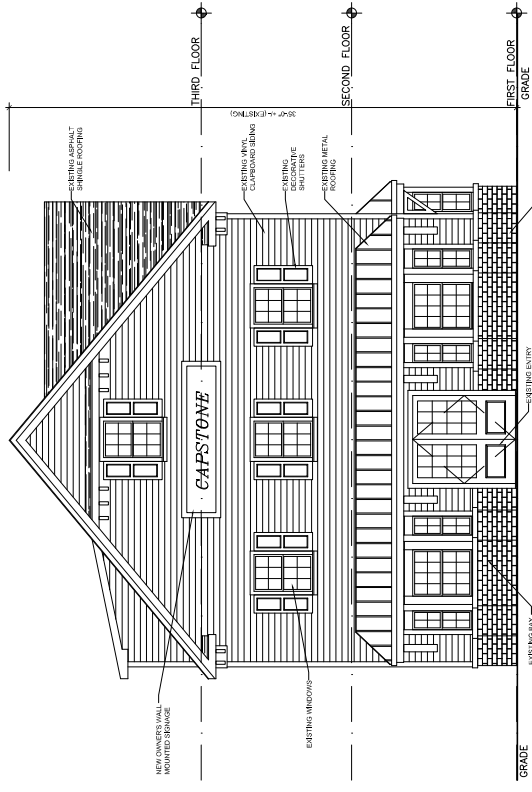 THIRD FLOOR
SECOND FLOOR
FIRST FLOOR
GRADE
36'-0" +/- (EXISTING)
EXISTING ASPHALT
SHINGLE ROOFING
EXISTING VINYL
CLAPBOARD SIDING
EXISTING
DECORATIVE
SHUTTERS
EXISTING METAL
ROOFING
CAPSTONE
NEW OWNER'S WALL
MOUNTED SIGNAGE
EXISTING WINDOWS
EXISTING ENTRY
EXISTING BAY
GRADE